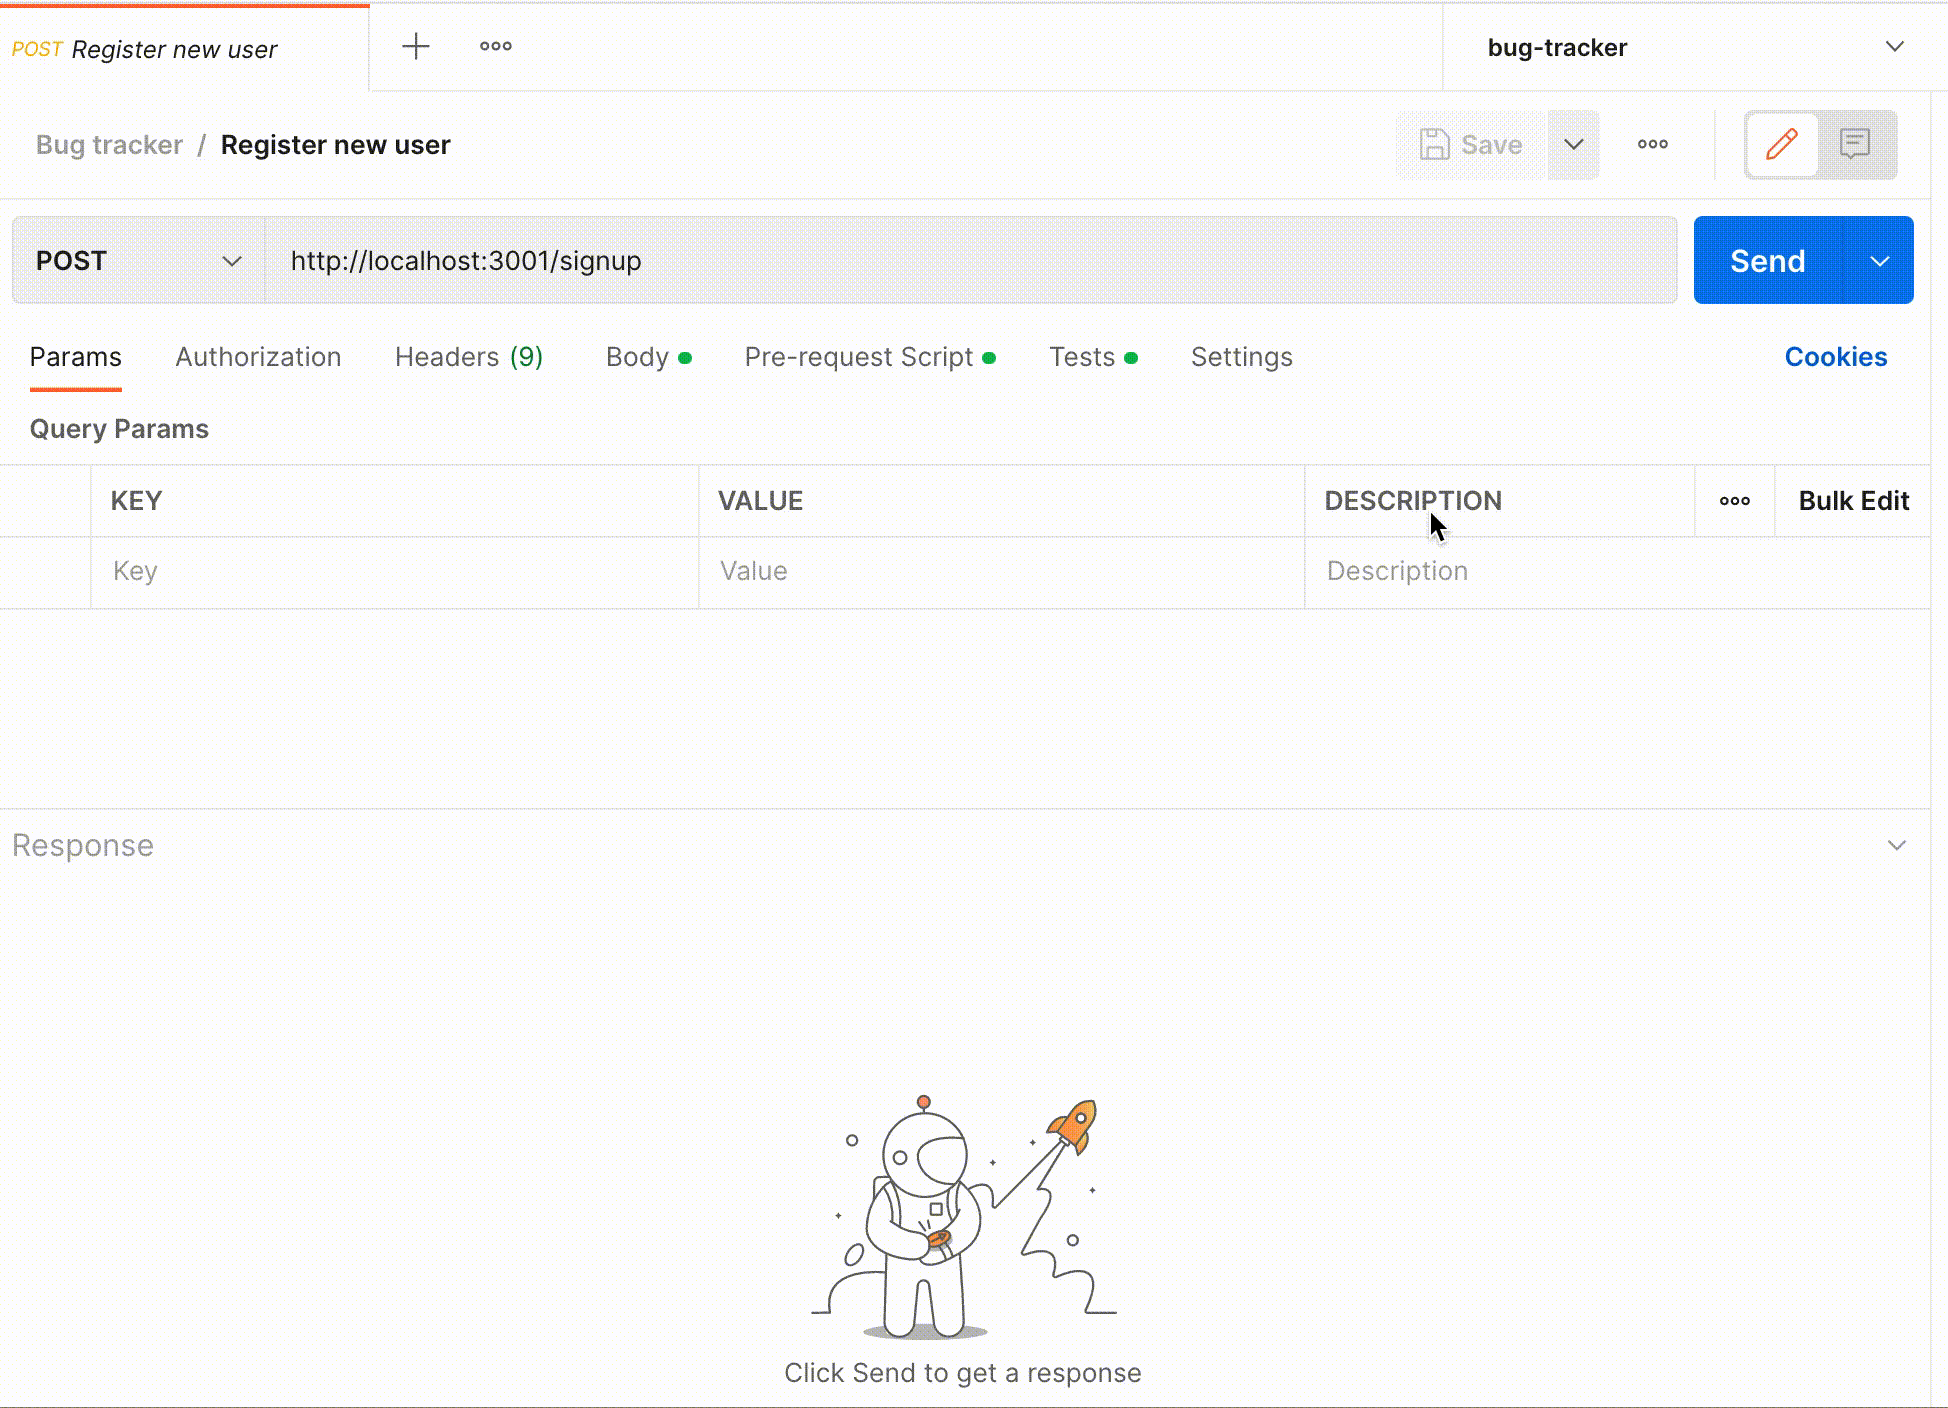 POST Register new user
bug-tracker
Bug tracker / Register new user
Save
POST
http://localhost:3001/signup
Send
Params Authorization Headers (9) Body Pre-request Script Tests Settings Cookies
Query Params
KEY VALUE DESCRIPTION Bulk Edit
Key Value Description
Response
Click Send to get a response